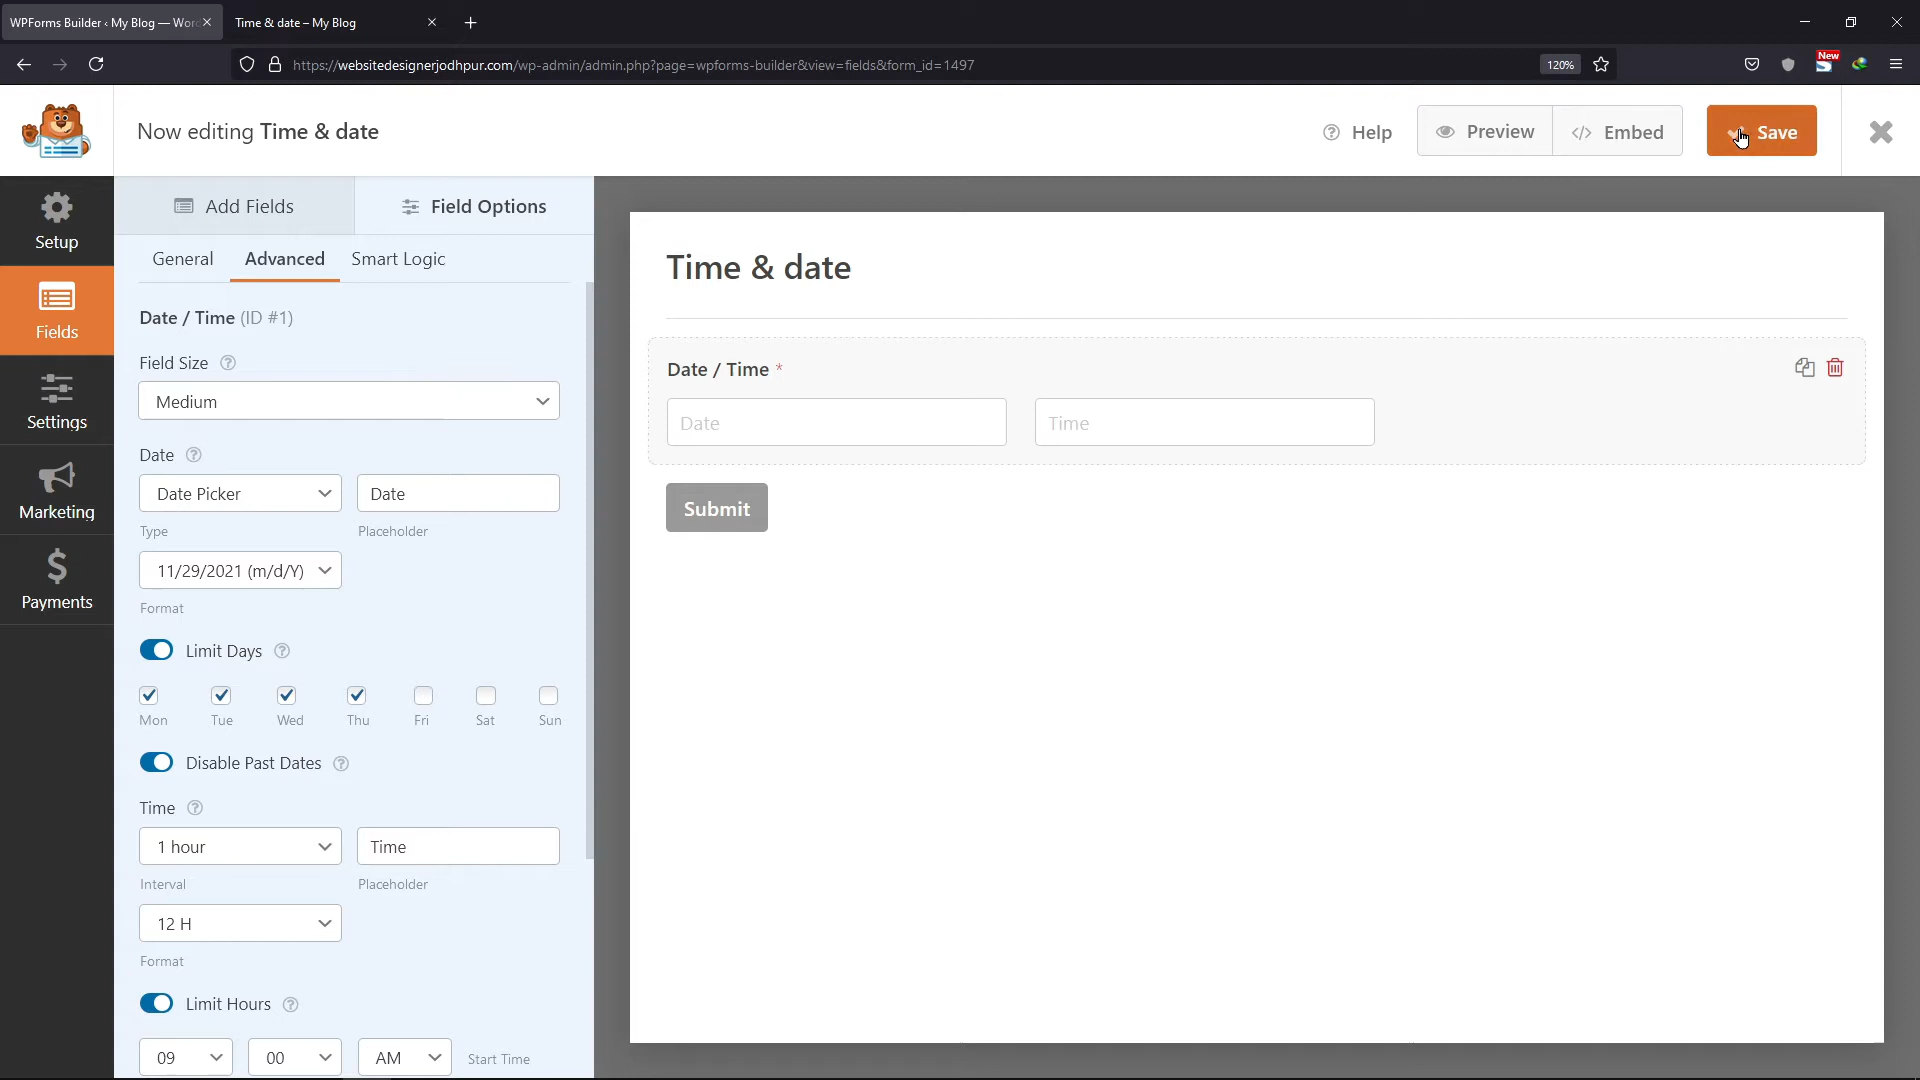 WPForms Builder ‹ My Blog — Wor
Time & date – My Blog
https://websitedesignerjodhpur.com/wp-admin/admin.php?page=wpforms-builder&view=fields&form_id=1497
120%
New
Now editing Time & date
Help
Preview
Embed
Save
Setup
Fields
Settings
Marketing
Payments
Add Fields
Field Options
General
Advanced
Smart Logic
Date / Time (ID #1)
Field Size
Medium
Date
Date Picker
Date
Type
Placeholder
11/29/2021 (m/d/Y)
Format
Limit Days
Mon
Tue
Wed
Thu
Fri
Sat
Sun
Disable Past Dates
Time
1 hour
Time
Interval
Placeholder
12 H
Format
Limit Hours
09
00
AM
Start Time
Time & date
Date / Time *
Date
Time
Submit